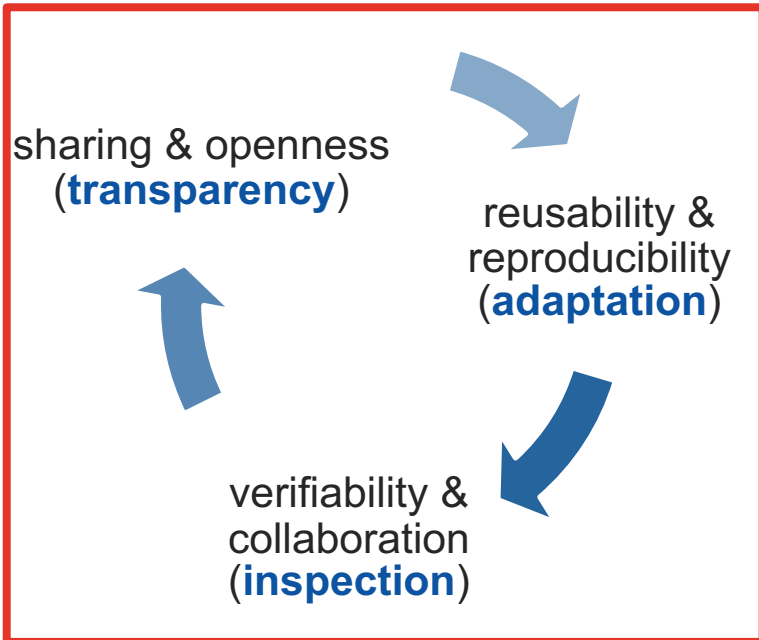 sharing & openness
(transparency)
reusability &
reproducibility
(adaptation)
verifiability &
collaboration
(inspection)